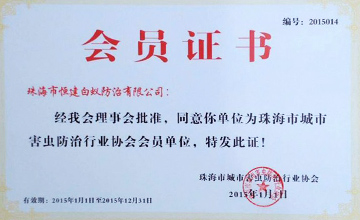 编号：2015014
会员证书
珠海市恒建白蚁防治有限公司：
经我会理事会批准，同意你单位为珠海市城市
害虫防治行业协会会员单位，特发此证！
珠海市城市害虫防治行业协会
2015年1月1日
有效期：2015年1月1日至2015年12月31日